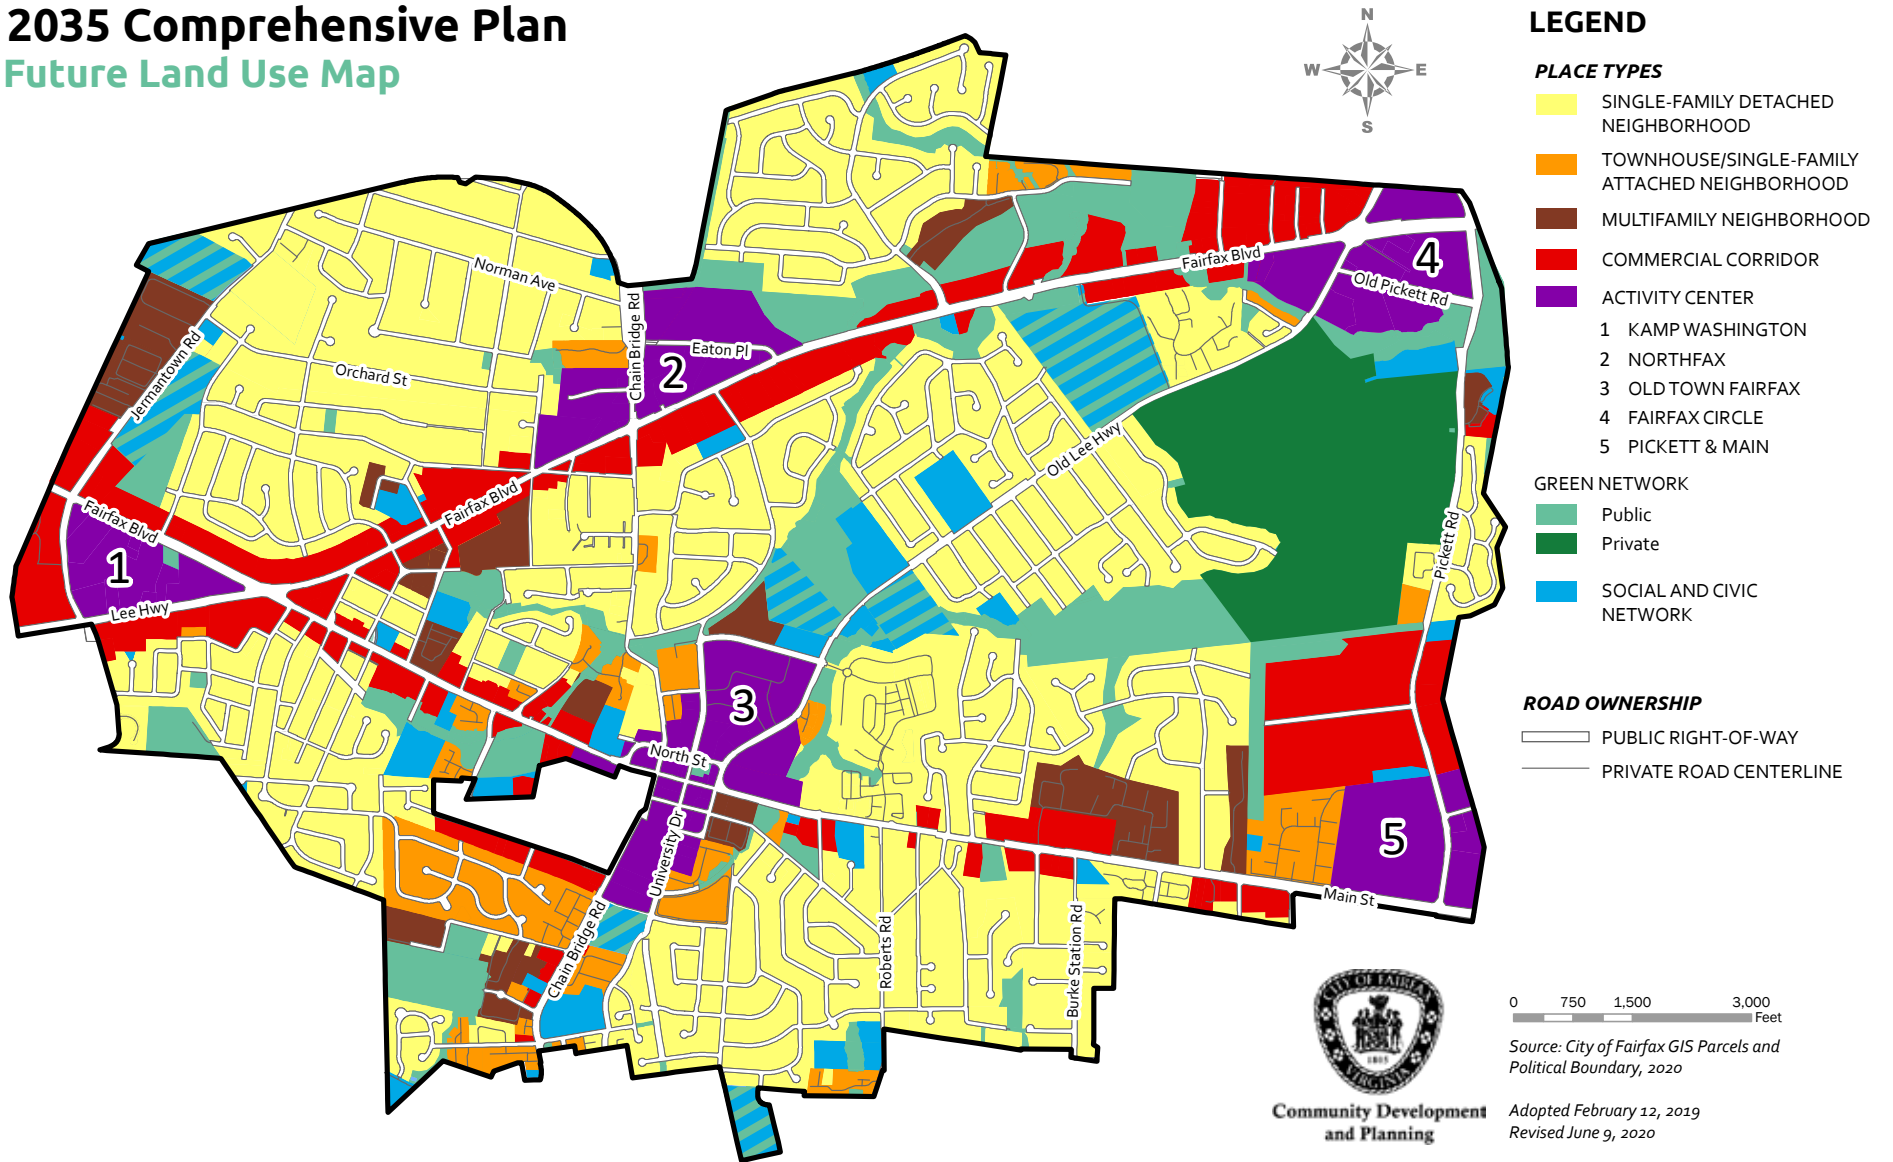 2035 Comprehensive Plan
Future Land Use Map
N
W E
S
LEGEND
PLACE TYPES
SINGLE-FAMILY DETACHED
NEIGHBORHOOD
TOWNHOUSE/SINGLE-FAMILY
ATTACHED NEIGHBORHOOD
MULTIFAMILY NEIGHBORHOOD
COMMERCIAL CORRIDOR
ACTIVITY CENTER
1 KAMP WASHINGTON
2 NORTHFAX
3 OLD TOWN FAIRFAX
4 FAIRFAX CIRCLE
5 PICKETT & MAIN
GREEN NETWORK
Public
Private
SOCIAL AND CIVIC
NETWORK
ROAD OWNERSHIP
PUBLIC RIGHT-OF-WAY
PRIVATE ROAD CENTERLINE
Norman Ave
Chain Bridge Rd
Eaton Pl
2
Orchard St
Jermantown Rd
Fairfax Blvd
4
Old Pickett Rd
Old Lee Hwy
Fairfax Blvd
Fairfax Blvd
1
Lee Hwy
Pickett Rd
3
North St
University Dr
5
Main St
Chain Bridge Rd
Roberts Rd
Burke Station Rd
CITY OF FAIRFAX
1805
VIRGINIA
Community Development
and Planning
0 750 1,500 3,000
Feet
Source: City of Fairfax GIS Parcels and
Political Boundary, 2020
Adopted February 12, 2019
Revised June 9, 2020